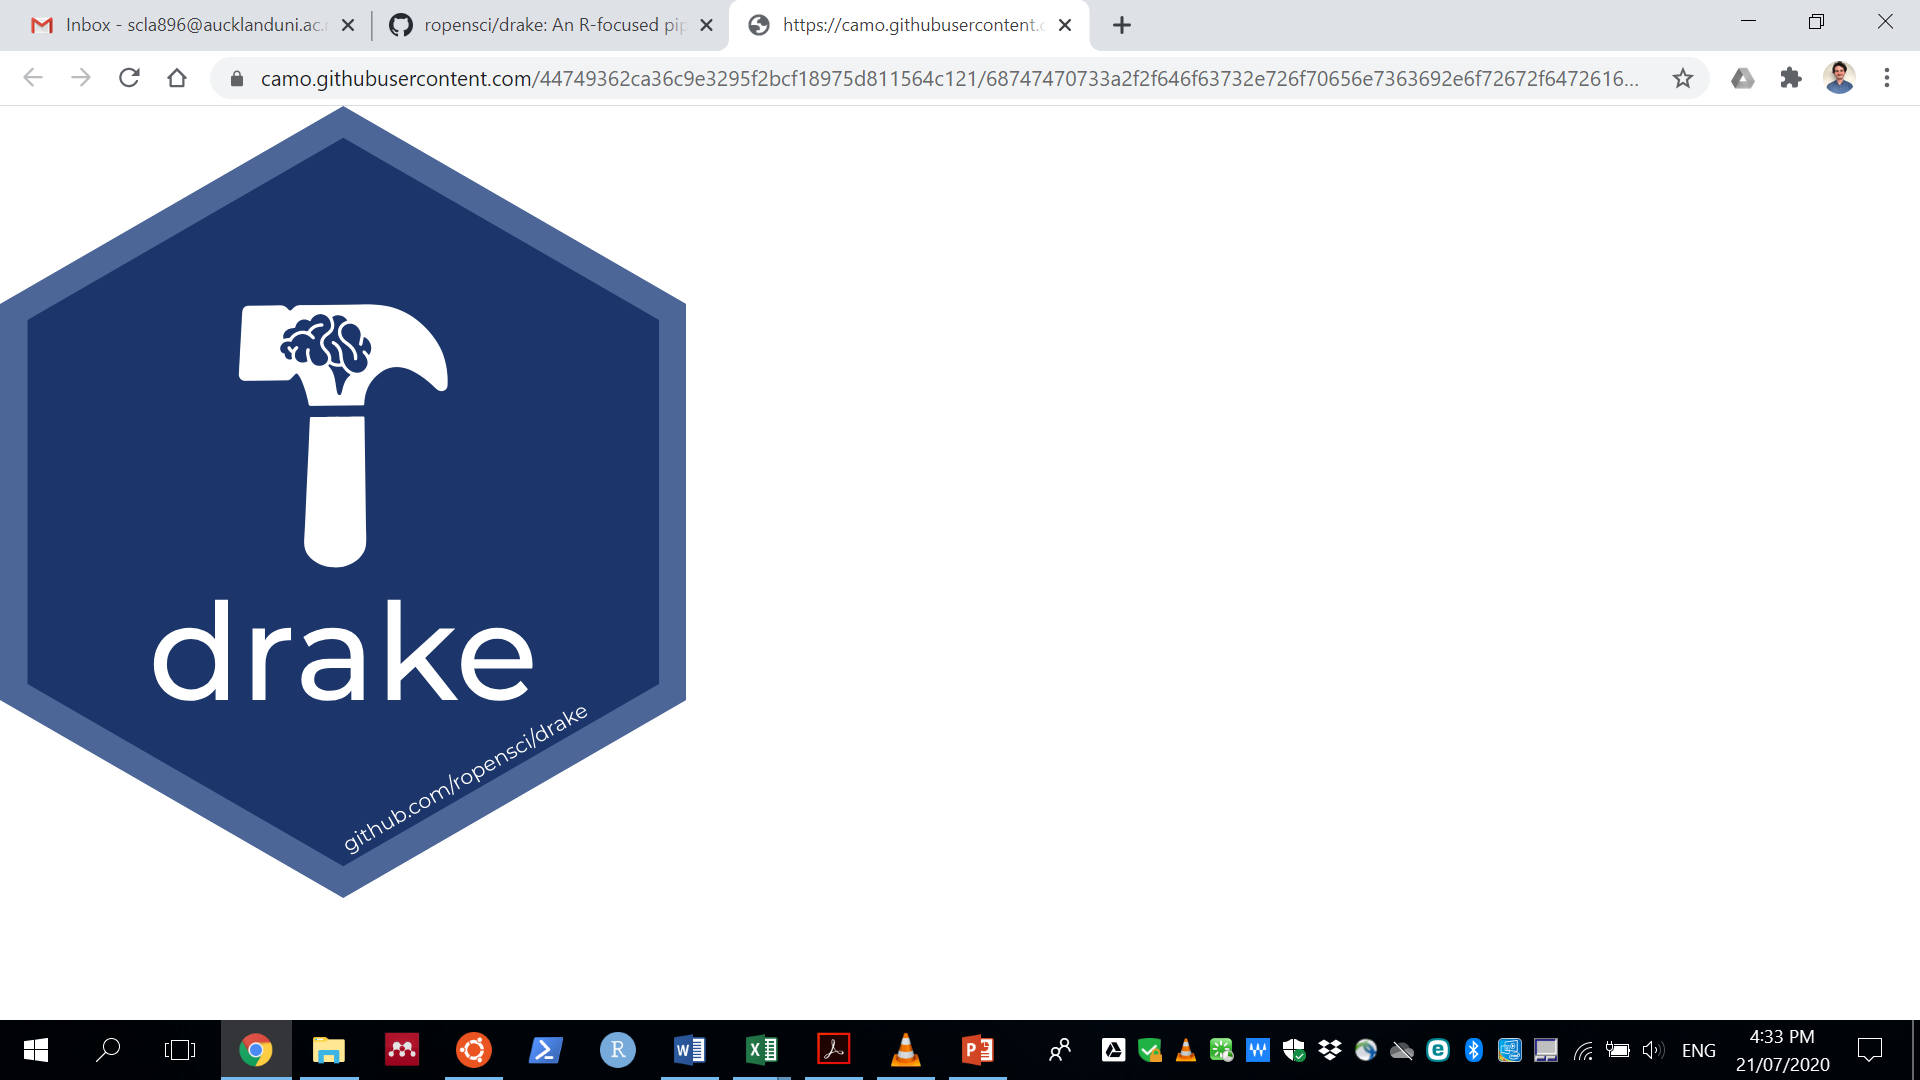 Inbox - scla896@aucklanduni.ac.
ropensci/drake: An R-focused pip
https://camo.githubusercontent.
camo.githubusercontent.com/44749362ca36c9e3295f2bcf18975d811564c121/68747470733a2f2f646f63732e726f70656e7363692e6f72672f6472616...
drake
github.com/ropensci/drake
ENG
4:33 PM
21/07/2020